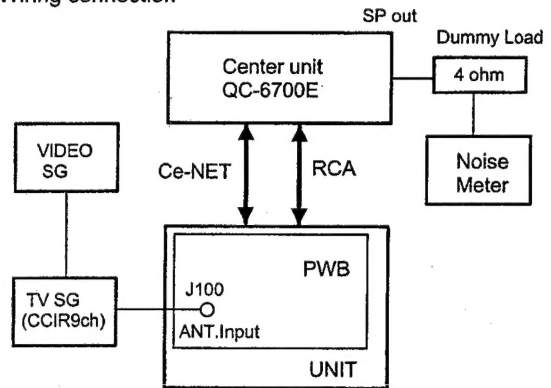 Wiring connection
SP out
Dummy Load
Center unit
QC-6700E
4 ohm
VIDEO
SG
Ce-NET
RCA
Noise
Meter
TV SG
(CCIR9ch)
J100
PWB
ANT.Input
UNIT